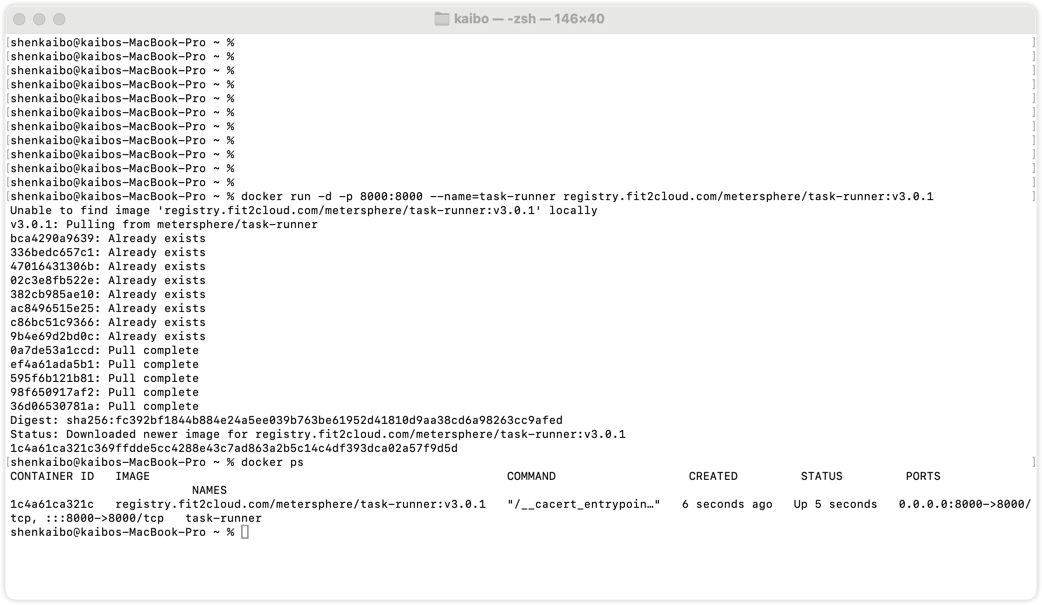 kaibo — -zsh — 146×40
[shenkaibo@kaibos-MacBook-Pro ~ % ]
[shenkaibo@kaibos-MacBook-Pro ~ % ]
[shenkaibo@kaibos-MacBook-Pro ~ % ]
[shenkaibo@kaibos-MacBook-Pro ~ % ]
[shenkaibo@kaibos-MacBook-Pro ~ % ]
[shenkaibo@kaibos-MacBook-Pro ~ % ]
[shenkaibo@kaibos-MacBook-Pro ~ % ]
[shenkaibo@kaibos-MacBook-Pro ~ % ]
[shenkaibo@kaibos-MacBook-Pro ~ % ]
[shenkaibo@kaibos-MacBook-Pro ~ % ]
[shenkaibo@kaibos-MacBook-Pro ~ % ]
[shenkaibo@kaibos-MacBook-Pro ~ % docker run -d -p 8000:8000 --name=task-runner registry.fit2cloud.com/metersphere/task-runner:v3.0.1 ]
Unable to find image 'registry.fit2cloud.com/metersphere/task-runner:v3.0.1' locally
v3.0.1: Pulling from metersphere/task-runner
bca4290a9639: Already exists
336bedc657c1: Already exists
47016431306b: Already exists
02c3e8fb522e: Already exists
382cb985ae10: Already exists
ac8496515e25: Already exists
c86bc51c9366: Already exists
9b4e69d2bd0c: Already exists
0a7de53a1ccd: Pull complete
ef4a61ada5b1: Pull complete
595f6b121b81: Pull complete
98f650917af2: Pull complete
36d06530781a: Pull complete
Digest: sha256:fc392bf1844b884e24a5ee039b763be61952d41810d9aa38cd6a98263cc9afed
Status: Downloaded newer image for registry.fit2cloud.com/metersphere/task-runner:v3.0.1
1c4a61ca321c369ffdde5cc4288e43c7ad863a2b5c14c4df393dca02a57f9d5d
[shenkaibo@kaibos-MacBook-Pro ~ % docker ps ]
CONTAINER ID IMAGE COMMAND CREATED STATUS PORTS
NAMES
1c4a61ca321c registry.fit2cloud.com/metersphere/task-runner:v3.0.1 "/__cacert_entrypoin…" 6 seconds ago Up 5 seconds 0.0.0.0:8000->8000/
tcp, :::8000->8000/tcp task-runner
shenkaibo@kaibos-MacBook-Pro ~ %